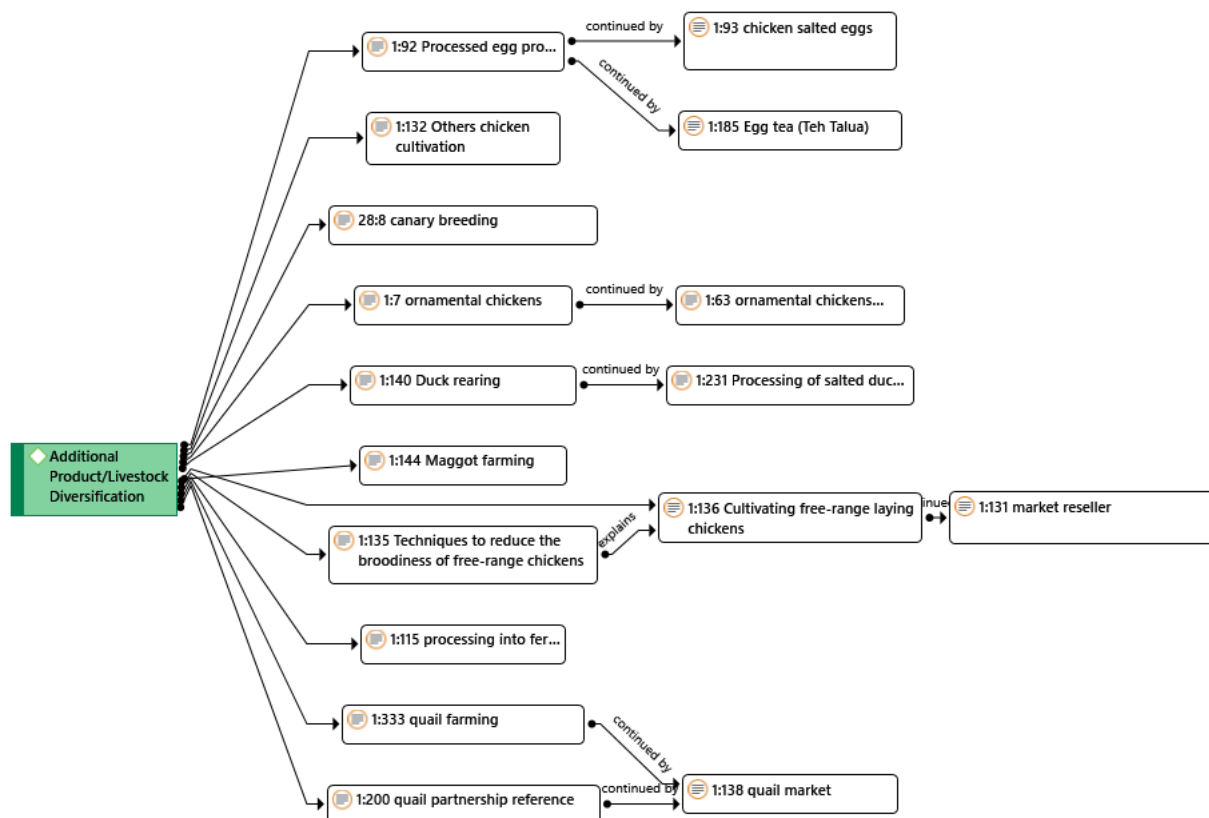 continued by
1:93 chicken salted eggs
1:92 Processed egg pro...
continued by
1:185 Egg tea (Teh Talua)
1:132 Others chicken
cultivation
28:8 canary breeding
1:7 ornamental chickens
continued by
1:63 ornamental chickens...
1:140 Duck rearing
continued by
1:231 Processing of salted duc...
Additional
Product/Livestock
Diversification
1:144 Maggot farming
1:136 Cultivating free-range laying
chickens
1:131 market reseller
explains
1:135 Techniques to reduce the
broodiness of free-range chickens
1:115 processing into fer...
1:333 quail farming
continued by
1:200 quail partnership reference
continued by
1:138 quail market